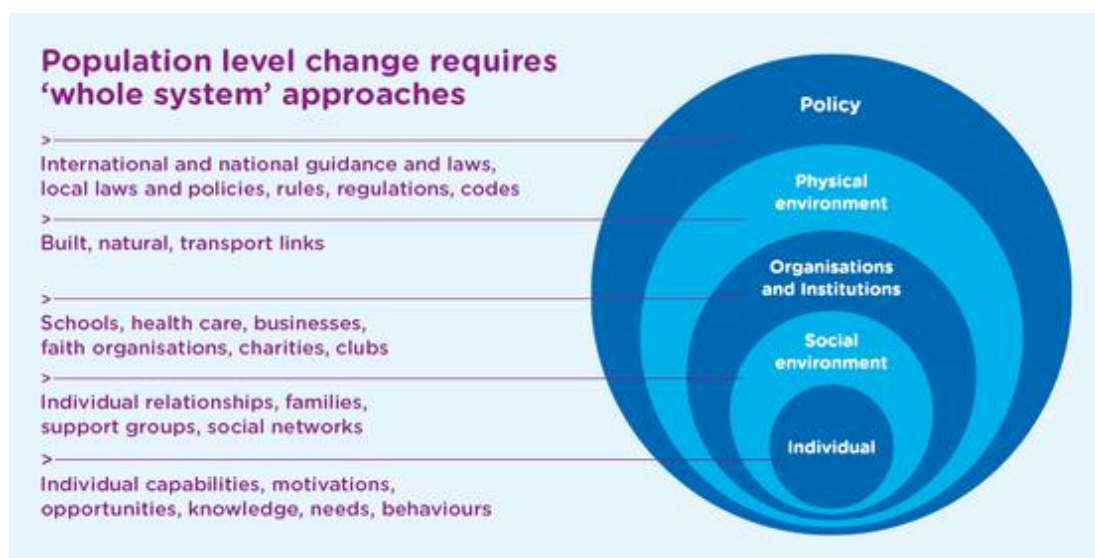 Population level change requires
‘whole system’ approaches
>
International and national guidance and laws,
local laws and policies, rules, regulations, codes
>
Built, natural, transport links
>
Schools, health care, businesses,
faith organisations, charities, clubs
>
Individual relationships, families,
support groups, social networks
>
Individual capabilities, motivations,
opportunities, knowledge, needs, behaviours
Policy
Physical
environment
Organisations
and Institutions
Social
environment
Individual